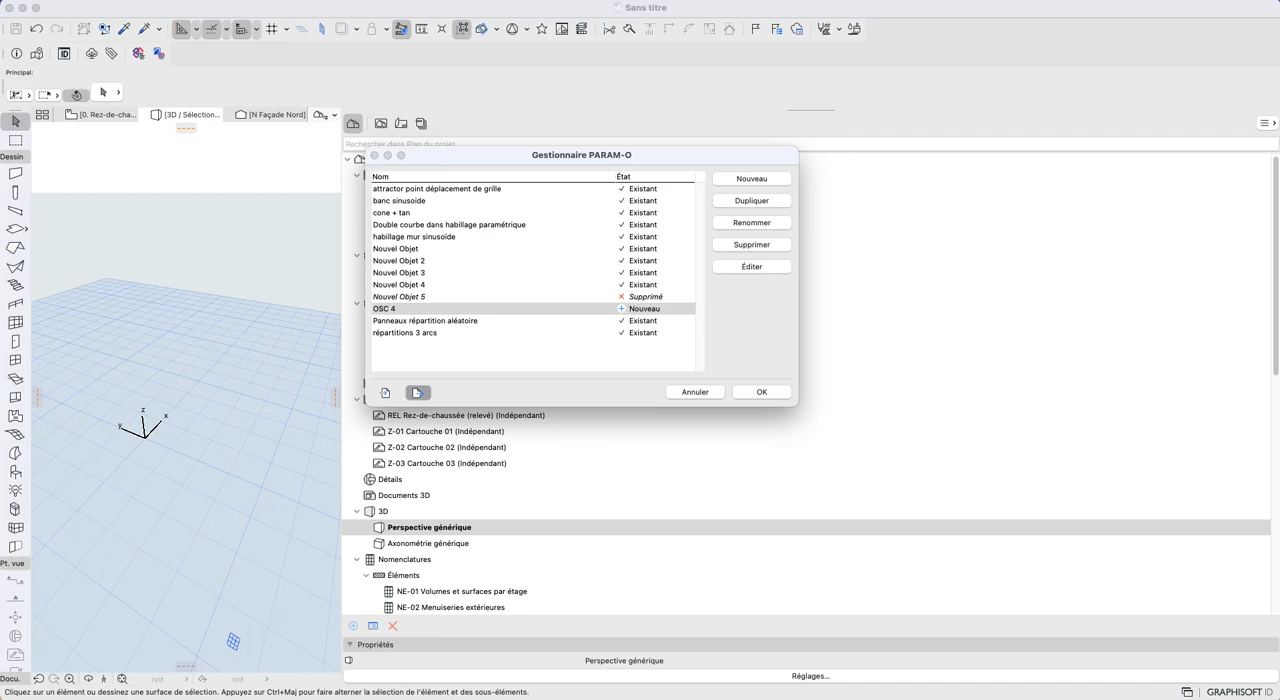 Sans titre
Principal:
[0. Rez-de-cha...
[3D / Sélection...
[N Façade Nord]
Dessin
Rechercher dans Plan du projet
Gestionnaire PARAM-O
Nom
État
attractor point déplacement de grille
Existant
banc sinusoide
Existant
cone + tan
Existant
Double courbe dans habillage paramétrique
Existant
habillage mur sinusoïde
Existant
Nouvel Objet
Existant
Nouvel Objet 2
Existant
Nouvel Objet 3
Existant
Nouvel Objet 4
Existant
Nouvel Objet 5
Supprimé
OSC 4
Nouveau
Panneaux répartition aléatoire
Existant
répartitions 3 arcs
Existant
Nouveau
Dupliquer
Renommer
Supprimer
Éditer
Annuler
OK
REL Rez-de-chaussée (relevé) (Indépendant)
Z-01 Cartouche 01 (Indépendant)
Z-02 Cartouche 02 (Indépendant)
Z-03 Cartouche 03 (Indépendant)
Détails
Documents 3D
3D
Perspective générique
Axonométrie générique
Nomenclatures
Éléments
NE-01 Volumes et surfaces par étage
NE-02 Menuiseries extérieures
Propriétés
Perspective générique
Réglages...
z
x
y
Pt. vue
Docu.
n/d
n/d
Cliquez sur un élément ou dessinez une surface de sélection. Appuyez sur Ctrl+Maj pour faire alterner la sélection de l'élément et des sous-éléments.
GRAPHISOFT ID